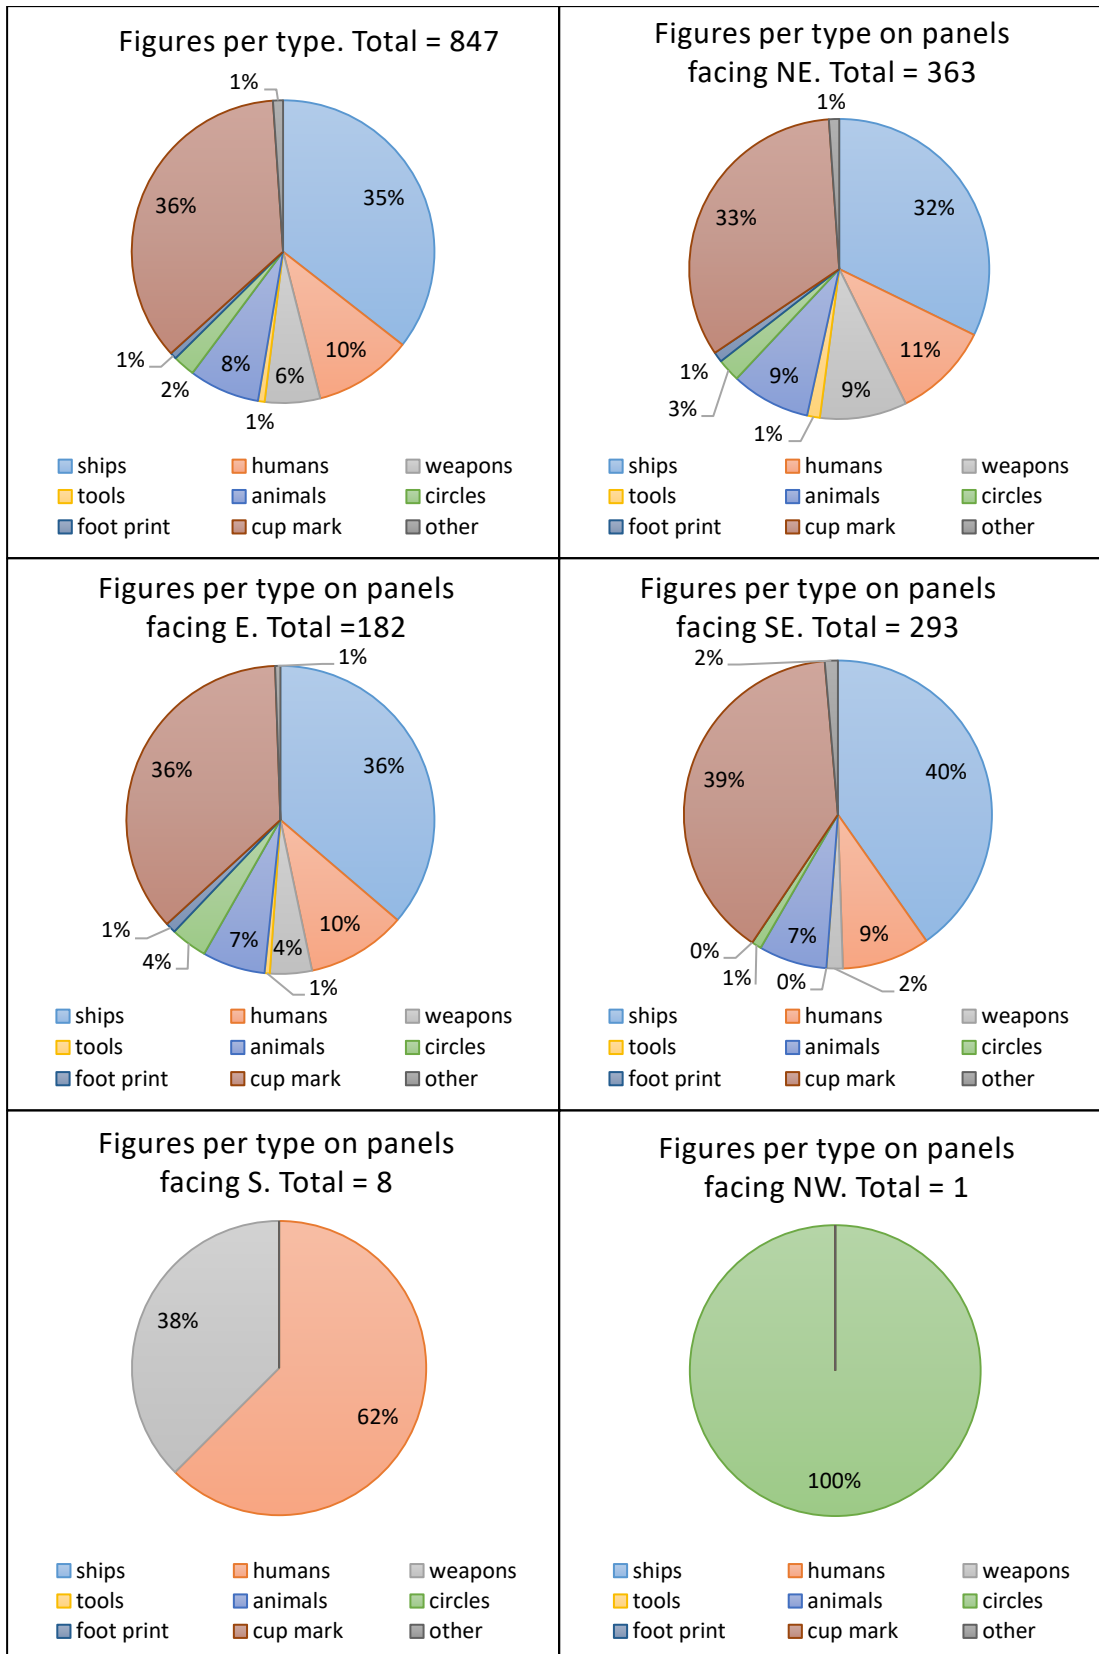 Figures per type. Total = 847
1%
35%
36%
10%
8%
6%
1%
2%
1%
ships humans weapons
tools animals circles
foot print cup mark other
Figures per type on panels
facing NE. Total = 363
1%
32%
33%
11%
9%
9%
1%
3%
1%
ships humans weapons
tools animals circles
foot print cup mark other
Figures per type on panels
facing E. Total =182
1%
36%
36%
10%
7%
4%
1%
4%
1%
ships humans weapons
tools animals circles
foot print cup mark other
Figures per type on panels
facing SE. Total = 293
2%
40%
39%
9%
7%
0%
1%
0%
2%
ships humans weapons
tools animals circles
foot print cup mark other
Figures per type on panels
facing S. Total = 8
38%
62%
ships humans weapons
tools animals circles
foot print cup mark other
Figures per type on panels
facing NW. Total = 1
100%
ships humans weapons
tools animals circles
foot print cup mark other